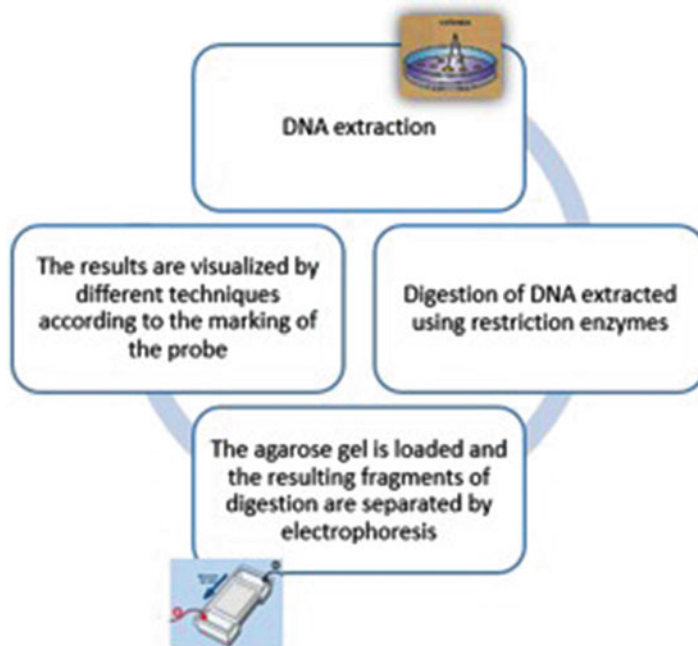 DNA extraction
Digestion of DNA extracted
using restriction enzymes
The agarose gel is loaded and
the resulting fragments of
digestion are separated by
electrophoresis
The results are visualized by
different techniques
according to the marking of
the probe